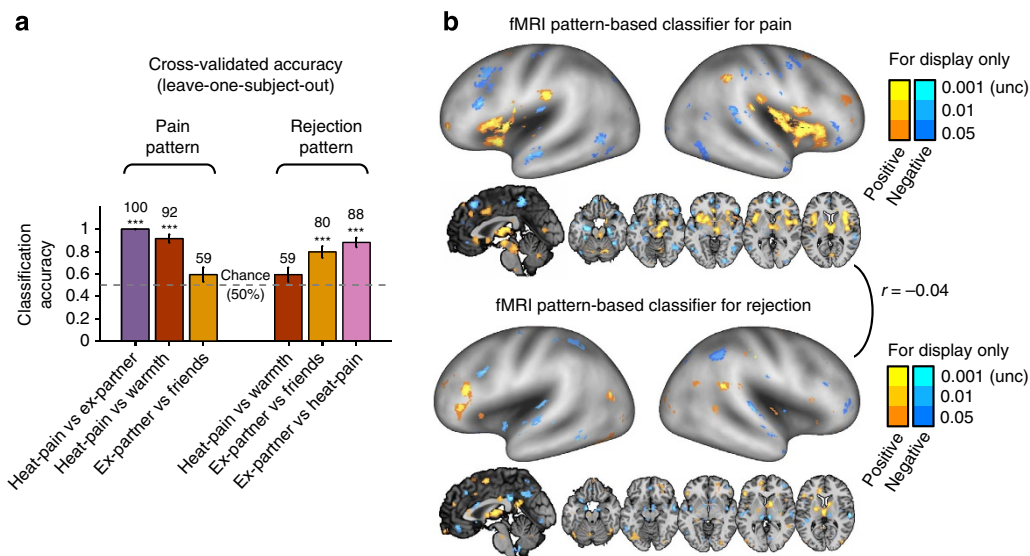 a
Cross-validated accuracy
(leave-one-subject-out)
Pain
pattern
Rejection
pattern
Classification
accuracy
1
0.8
0.6
0.4
0.2
0
100
***
92
***
59
Chance
(50%)
59
80
***
88
***
Heat-pain vs ex-partner
Heat-pain vs warmth
Ex-partner vs friends
Heat-pain vs warmth
Ex-partner vs friends
Ex-partner vs heat-pain
b
fMRI pattern-based classifier for pain
For display only
0.001 (unc)
0.01
0.05
Positive
Negative
r = −0.04
fMRI pattern-based classifier for rejection
For display only
0.001 (unc)
0.01
0.05
Positive
Negative